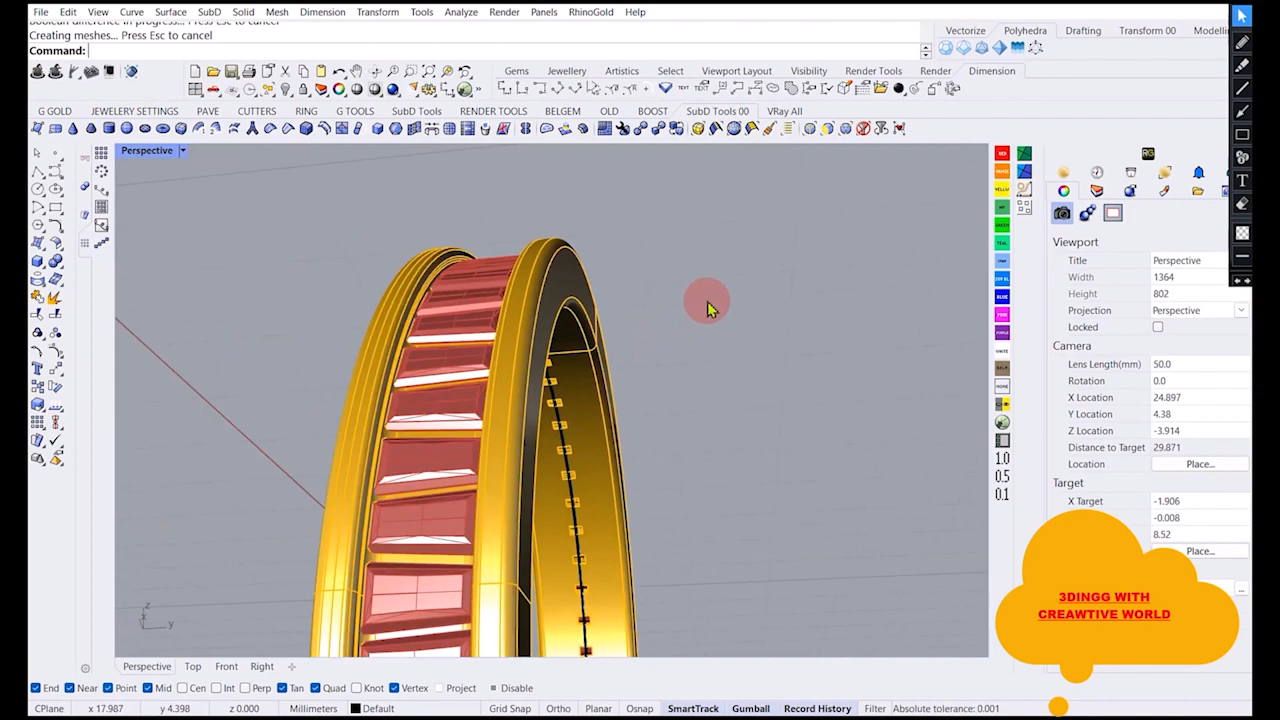 File Edit View Curve Surface SubD Solid Mesh Dimension Transform Tools Analyze Render Panels RhinoGold Help
Creating meshes... Press Esc to cancel
Command:
Vectorize Polyhedra Drafting Transform 00
Gems Jewellery Artistics Select Viewport Layout Visibility Render Tools Render Dimension
G GOLD JEWELERY SETTINGS PAVE CUTTERS RING G TOOLS SubD Tools RENDER TOOLS GEM OLD BOOST SubD Tools 00 VRay All
Perspective
Viewport
Title Perspective
Width 1364
Height 802
Projection Perspective
Locked
Camera
Lens Length(mm) 50.0
Rotation 0.0
X Location 24.897
Y Location 4.38
Z Location -3.914
Distance to Target 29.871
Location Place...
Target
X Target -1.906
-0.008
8.52
Place...
1.0
0.5
0.1
z
x
y
3DINGG WITH
CREAWTIVE WORLD
Perspective Top Front Right
End Near Point Mid Cen Int Perp Tan Quad Knot Vertex Project Disable
CPlane x 17.987 y 4.398 z 0.000 Millimeters Default Grid Snap Ortho Planar Osnap SmartTrack Gumball Record History Filter Absolute tolerance: 0.001